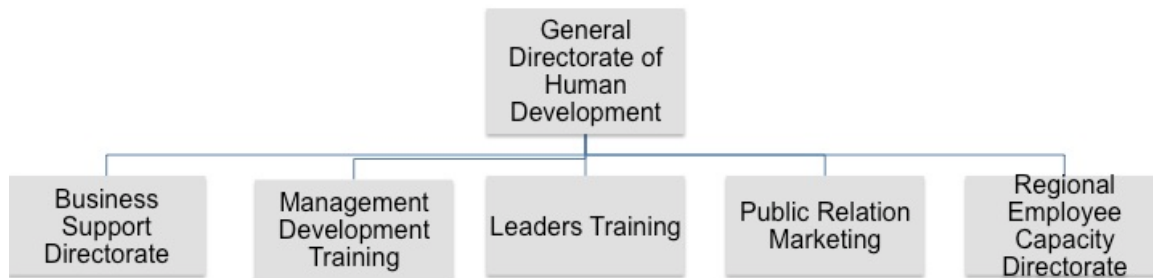 General
Directorate of
Human
Development
Business
Support
Directorate
Management
Development
Training
Leaders Training
Public Relation
Marketing
Regional
Employee
Capacity
Directorate